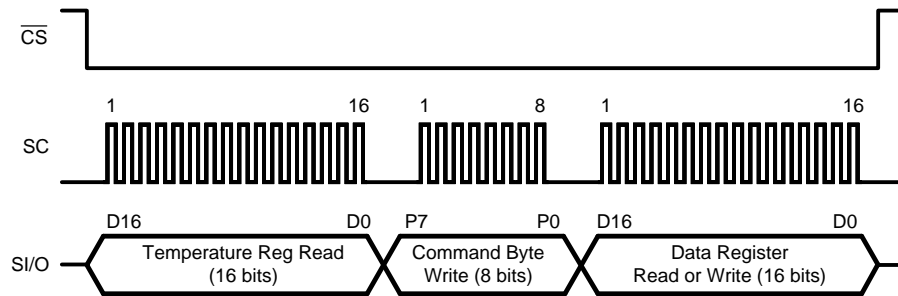 CS
1 16 1 8 1 16
SC
D16 D0 P7 P0 D16 D0
SI/O
Temperature Reg Read
(16 bits)
Command Byte
Write (8 bits)
Data Register
Read or Write (16 bits)